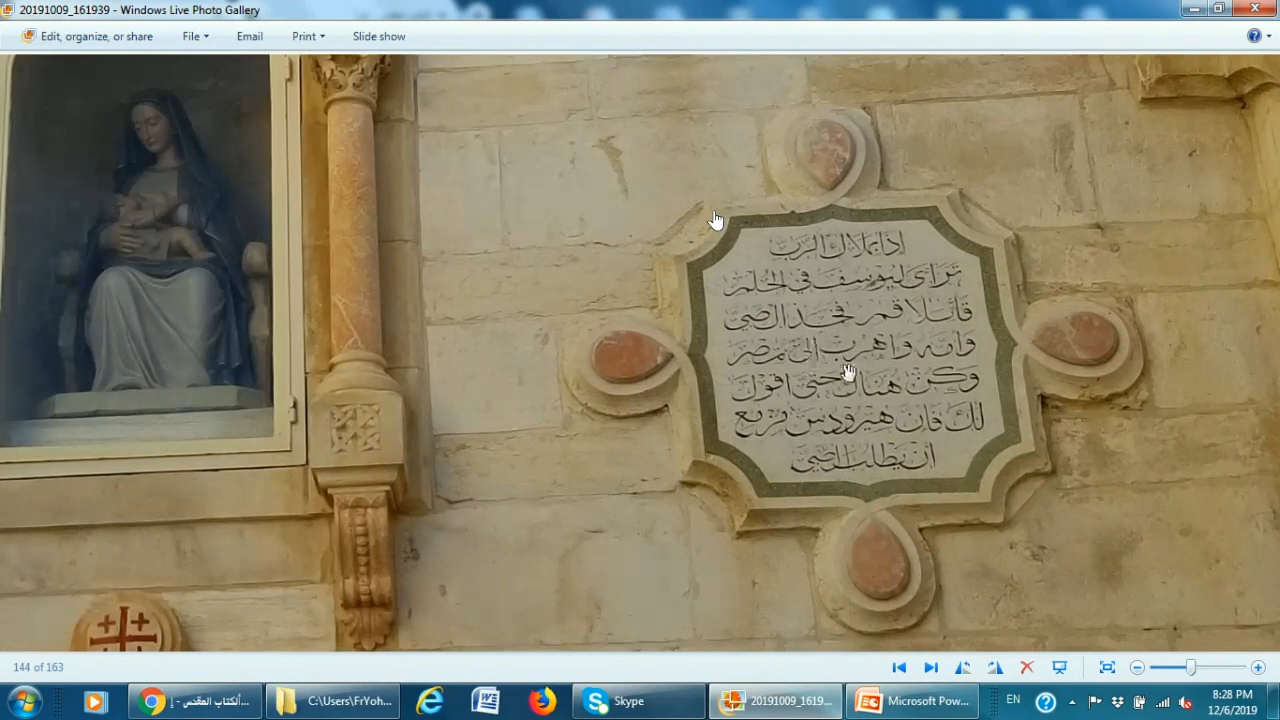 20191009_161939 - Windows Live Photo Gallery
Edit, organize, or share File Email Print Slide show
اذا بملاك الرب
تراى ليوسف في الحلم
قائلا قم فخذ الصبي
وامه واهرب الى مصر
وكن هناك حتى اقول
لك فان هيرودس مزمع
ان يطلب الصبي
144 of 163
ألكتاب المقدس - إ...
C:\Users\FrYoh...
Skype
20191009_1619...
Microsoft Pow...
EN
8:28 PM
12/6/2019